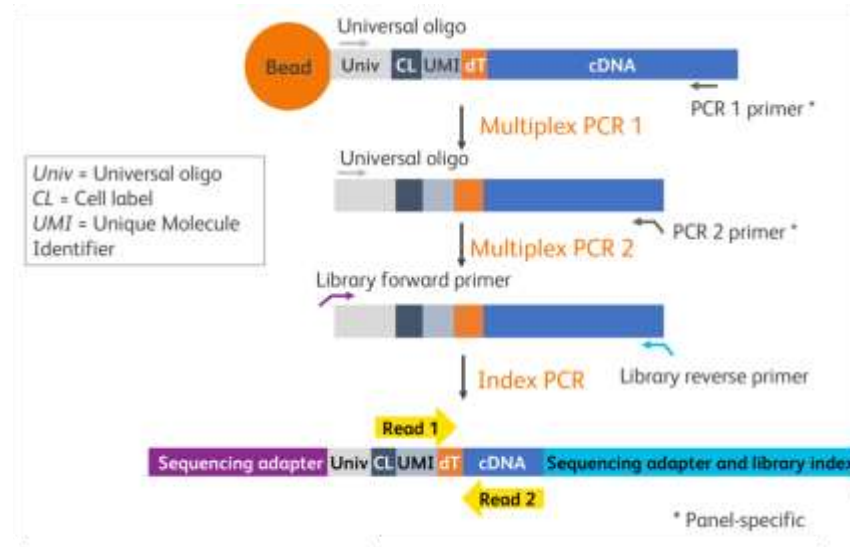 Universal oligo
Bead
Univ CL UMI dT cDNA
PCR 1 primer *
Multiplex PCR 1
Universal oligo
Univ = Universal oligo
CL = Cell label
UMI = Unique Molecule
Identifier
PCR 2 primer *
Multiplex PCR 2
Library forward primer
Library reverse primer
Index PCR
Read 1
Sequencing adapter Univ CL UMI dT cDNA Sequencing adapter and library index
Read 2
* Panel-specific